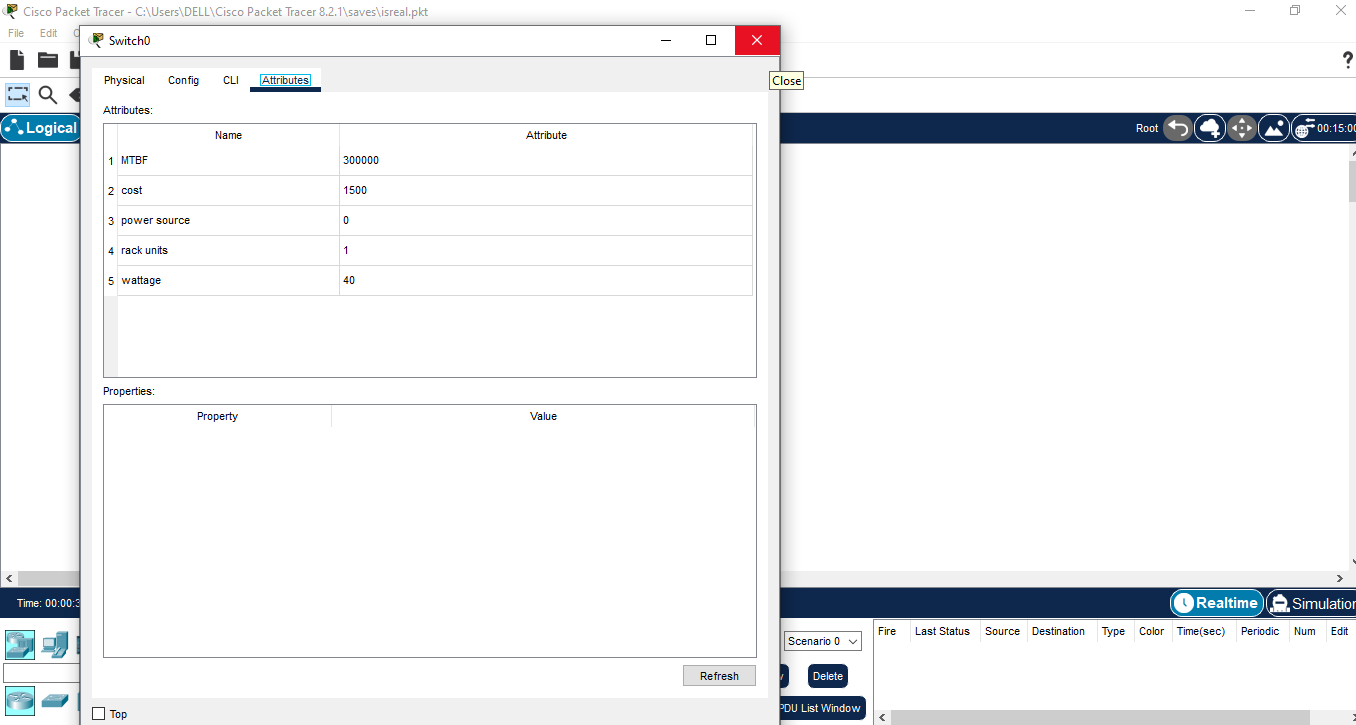 Cisco Packet Tracer - C:\Users\DELL\Cisco Packet Tracer 8.2.1\saves\isreal.pkt
File Edit
Switch0
Physical Config CLI Attributes
Close
Attributes:
Logical
Root 00:15:00
Name Attribute
1 MTBF 300000
2 cost 1500
3 power source 0
4 rack units 1
5 wattage 40
Properties:
Property Value
Time: 00:00:3
Realtime Simulation
Scenario 0
Fire Last Status Source Destination Type Color Time(sec) Periodic Num Edit
Refresh
Delete
PDU List Window
Top